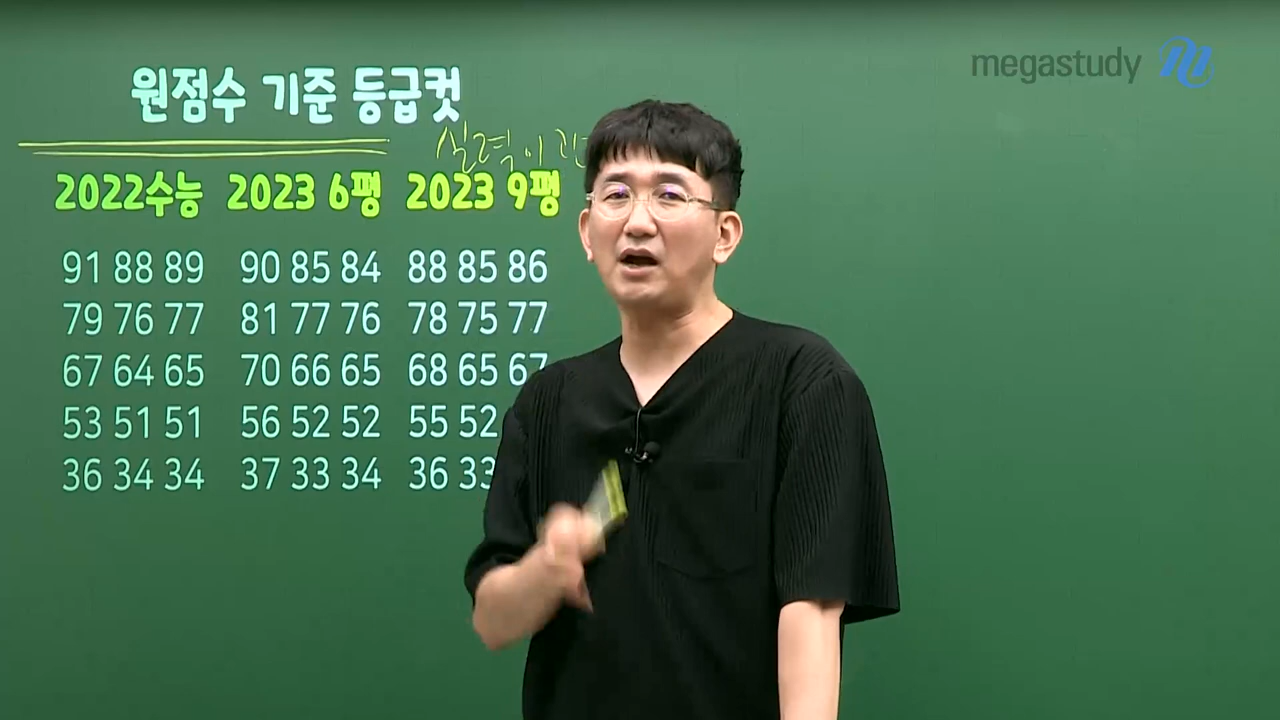 megastudy
원점수 기준 등급컷
실력이
2022수능 2023 6평 2023 9평
91 88 89 90 85 84 88 85 86
79 76 77 81 77 76 78 75 77
67 64 65 70 66 65 68 65 67
53 51 51 56 52 52 55 52
36 34 34 37 33 34 36 33